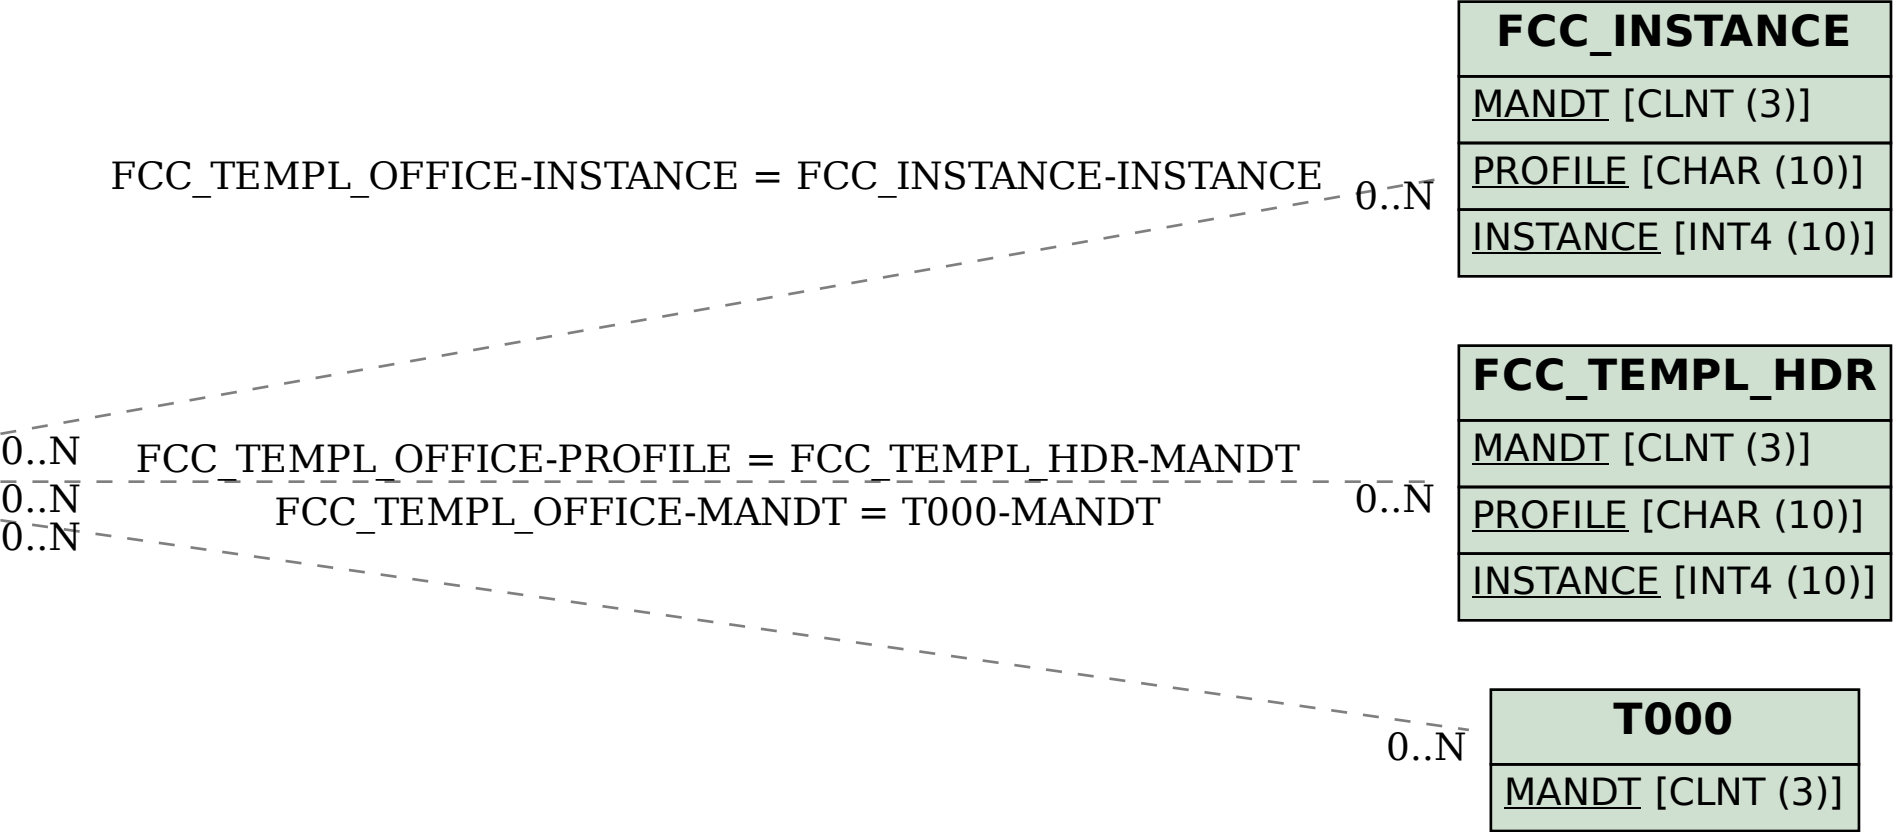 FCC_INSTANCE
MANDT [CLNT (3)]
PROFILE [CHAR (10)]
INSTANCE [INT4 (10)]
FCC_TEMPL_OFFICE-INSTANCE = FCC_INSTANCE-INSTANCE
0..N
0..N
FCC_TEMPL_HDR
MANDT [CLNT (3)]
PROFILE [CHAR (10)]
INSTANCE [INT4 (10)]
FCC_TEMPL_OFFICE-PROFILE = FCC_TEMPL_HDR-MANDT
0..N
0..N
FCC_TEMPL_OFFICE-MANDT = T000-MANDT
0..N
0..N
T000
MANDT [CLNT (3)]